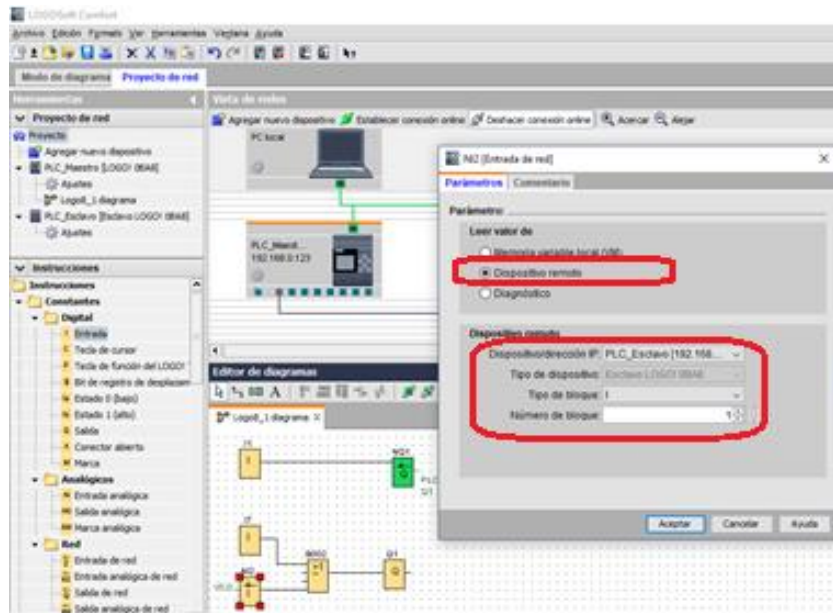 LOGO!Soft Comfort
Archivo Edición Formato Ver Herramientas Ventana Ayuda
Modo de diagrama Proyecto de red
Herramientas
Vista de redes
Proyecto de red
Agregar nuevo dispositivo Establecer conexión online Deshacer conexión online Acercar Alejar
Proyecto
Agregar nuevo dispositivo
PLC_Maestro [LOGO! 0BA8]
Ajustes
Logo8_1 diagrama
PLC_Esclavo [Esclavo LOGO! 0BA8]
Ajustes
PC local
PLC_Maest...
192.168.0.123
Instrucciones
Instrucciones
Constantes
Digital
Entrada
Tecla de cursor
Tecla de función del LOGO!
Bit de registro de desplazam
Estado 0 (bajo)
Estado 1 (alto)
Salida
Conector abierto
Marca
Analógicos
Entrada analógica
Salida analógica
Marca analógica
Red
Entrada de red
Entrada analógica de red
Salida de red
Salida analógica de red
Editor de diagramas
Logo8_1 diagrama
NQ1
B002
Q1
NI2
NI2 [Entrada de red]
Parámetros Comentario
Parámetro
Leer valor de
Memoria variable local (VM)
Dispositivo remoto
Diagnóstico
Dispositivo remoto
Dispositivo/dirección IP: PLC_Esclavo [192.168....
Tipo de dispositivo: Esclavo LOGO! 0BA8
Tipo de bloque: I
Número de bloque: 1
Aceptar Cancelar Ayuda